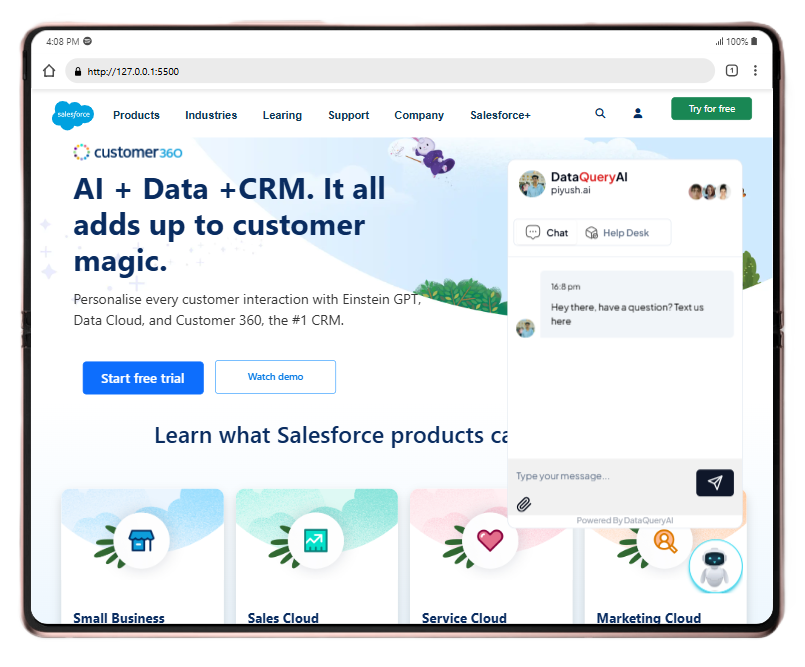 4:08 PM
100%
http://127.0.0.1:5500
1
salesforce
Products
Industries
Learing
Support
Company
Salesforce+
Try for free
customer360
AI + Data +CRM. It all
adds up to customer
magic.
Personalise every customer interaction with Einstein GPT,
Data Cloud, and Customer 360, the #1 CRM.
Start free trial
Watch demo
DataQueryAI
piyush.ai
Chat
Help Desk
16:8 pm
Hey there, have a question? Text us
here
Type your message...
Powered By DataQueryAI
Learn what Salesforce products ca
Small Business
Sales Cloud
Service Cloud
Marketing Cloud